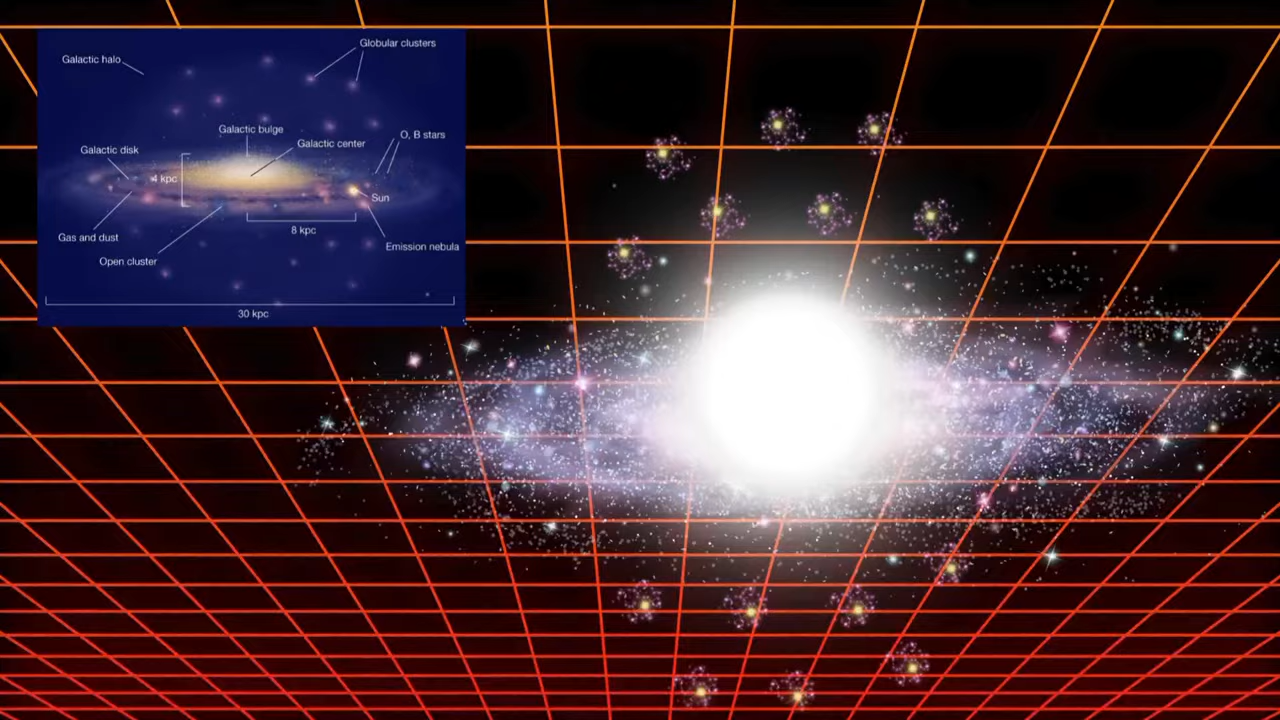 Globular clusters
Galactic halo
Galactic bulge
O, B stars
Galactic center
Galactic disk
4 kpc
Sun
8 kpc
Gas and dust
Emission nebula
Open cluster
30 kpc